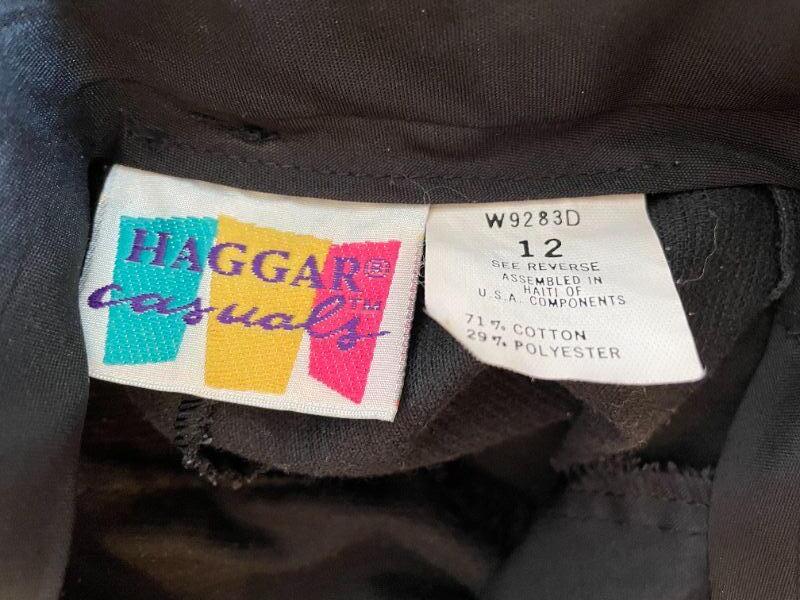 HAGGAR®
casuals™
W9283D
12
SEE REVERSE
ASSEMBLED IN
HAITI OF
U.S.A. COMPONENTS
71% COTTON
29% POLYESTER